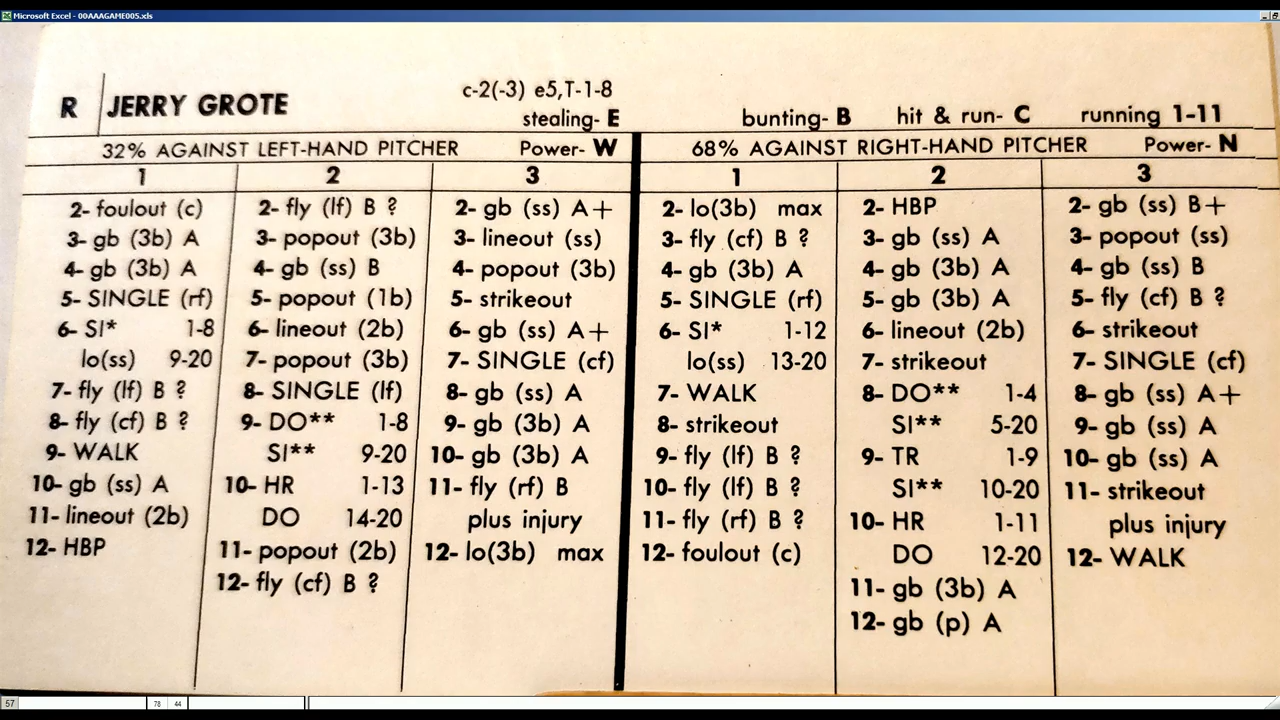 Microsoft Excel - 00AAAGAME005.xls
R JERRY GROTE
c-2(-3) e5,T-1-8
stealing- E
bunting- B hit & run- C running 1-11
32% AGAINST LEFT-HAND PITCHER Power- W
1 2 3
2- foulout (c)
3- gb (3b) A
4- gb (3b) A
5- SINGLE (rf)
6- SI* 1-8
lo(ss) 9-20
7- fly (lf) B ?
8- fly (cf) B ?
9- WALK
10- gb (ss) A
11- lineout (2b)
12- HBP
2- fly (lf) B ?
3- popout (3b)
4- gb (ss) B
5- popout (1b)
6- lineout (2b)
7- popout (3b)
8- SINGLE (lf)
9- DO** 1-8
SI** 9-20
10- HR 1-13
DO 14-20
11- popout (2b)
12- fly (cf) B ?
2- gb (ss) A+
3- lineout (ss)
4- popout (3b)
5- strikeout
6- gb (ss) A+
7- SINGLE (cf)
8- gb (ss) A
9- gb (3b) A
10- gb (3b) A
11- fly (rf) B
plus injury
12- lo(3b) max
68% AGAINST RIGHT-HAND PITCHER Power- N
1 2 3
2- lo(3b) max
3- fly (cf) B ?
4- gb (3b) A
5- SINGLE (rf)
6- SI* 1-12
lo(ss) 13-20
7- WALK
8- strikeout
9- fly (lf) B ?
10- fly (lf) B ?
11- fly (rf) B ?
12- foulout (c)
2- HBP
3- gb (ss) A
4- gb (3b) A
5- gb (3b) A
6- lineout (2b)
7- strikeout
8- DO** 1-4
SI** 5-20
9- TR 1-9
SI** 10-20
10- HR 1-11
DO 12-20
11- gb (3b) A
12- gb (p) A
2- gb (ss) B+
3- popout (ss)
4- gb (ss) B
5- fly (cf) B ?
6- strikeout
7- SINGLE (cf)
8- gb (ss) A+
9- gb (ss) A
10- gb (ss) A
11- strikeout
plus injury
12- WALK
57 78 44